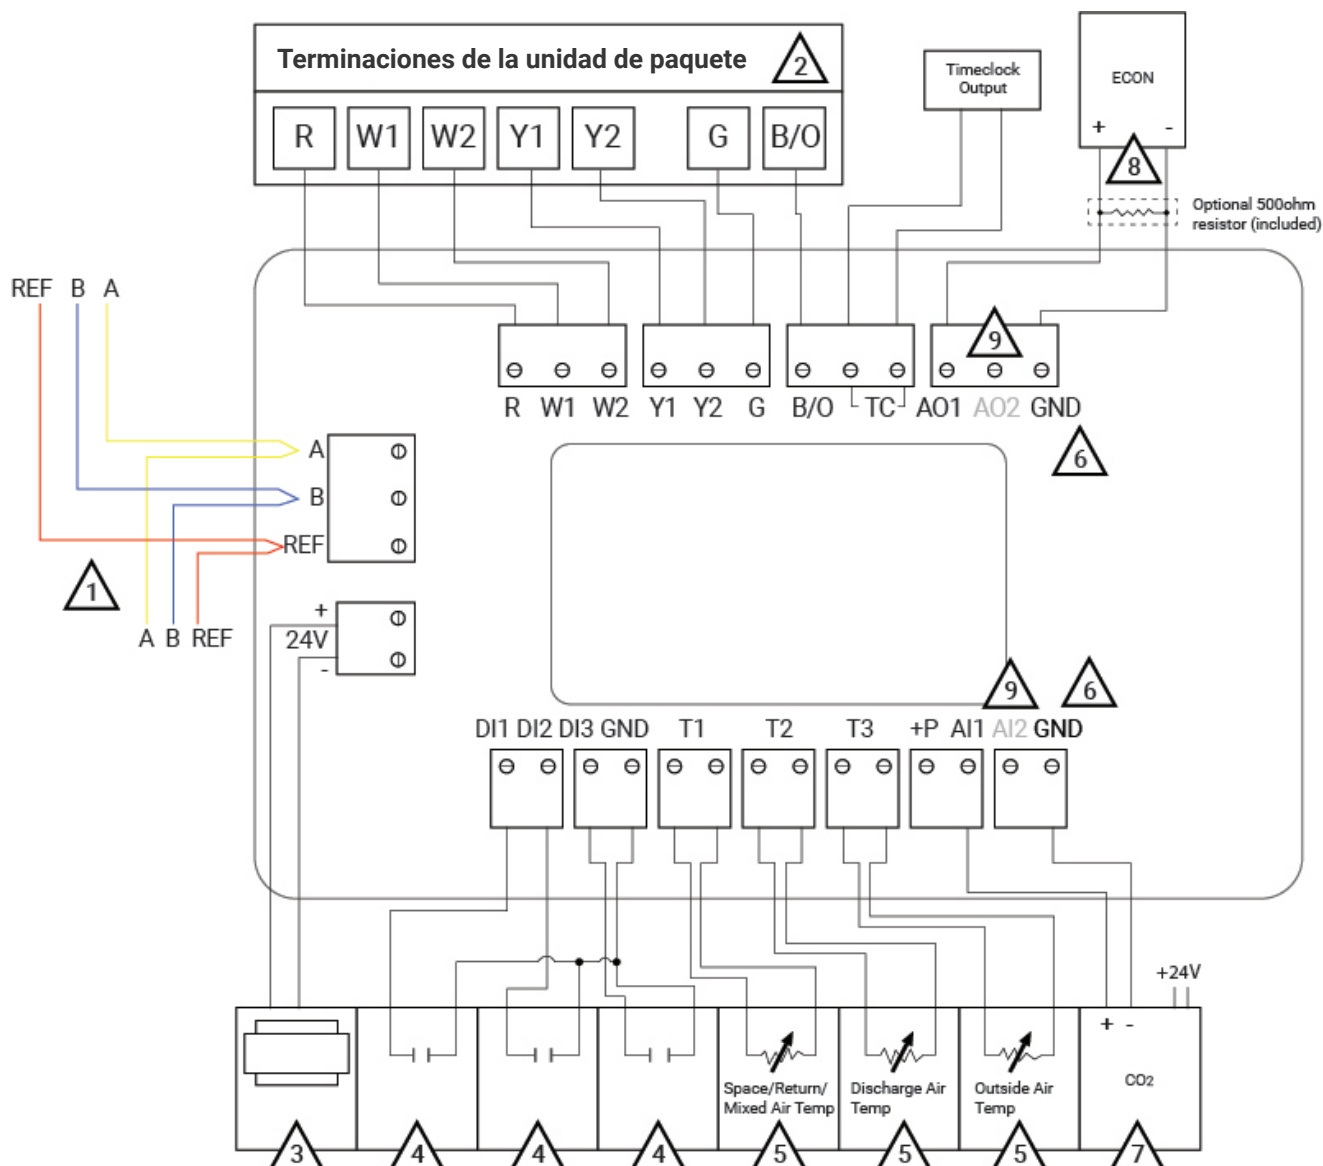 Terminaciones de la unidad de paquete
2
R W1 W2 Y1 Y2 G B/O
Timeclock
Output
ECON
+ -
8
Optional 500ohm
resistor (included)
REF B A
9
R W1 W2 Y1 Y2 G B/O TC AO1 AO2 GND
6
A
B
REF
1
A B REF
+
24V
-
9 6
DI1 DI2 DI3 GND T1 T2 T3 +P AI1 AI2 GND
+24V
+ -
CO2
Space/Return/
Mixed Air Temp
Discharge Air
Temp
Outside Air
Temp
3 4 4 4 5 5 5 7